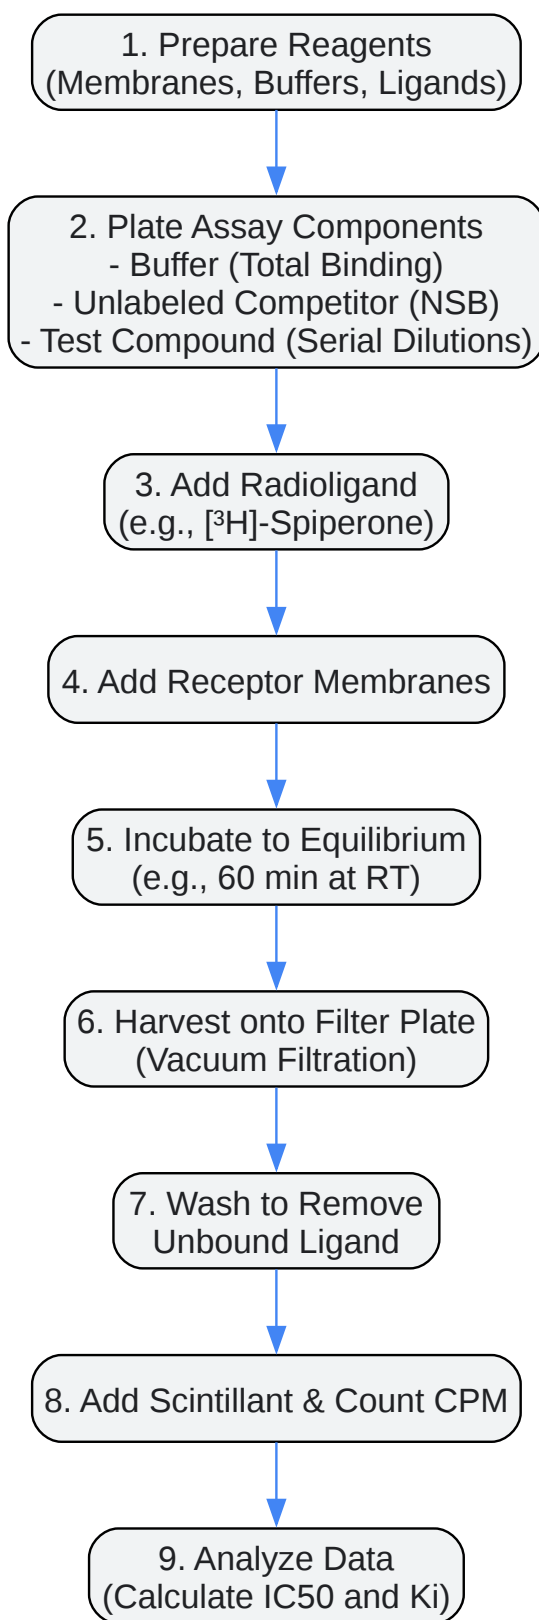 1. Prepare Reagents
(Membranes, Buffers, Ligands)
2. Plate Assay Components
- Buffer (Total Binding)
- Unlabeled Competitor (NSB)
- Test Compound (Serial Dilutions)
3. Add Radioligand
(e.g., [³H]-Spiperone)
4. Add Receptor Membranes
5. Incubate to Equilibrium
(e.g., 60 min at RT)
6. Harvest onto Filter Plate
(Vacuum Filtration)
7. Wash to Remove
Unbound Ligand
8. Add Scintillant & Count CPM
9. Analyze Data
(Calculate IC50 and Ki)